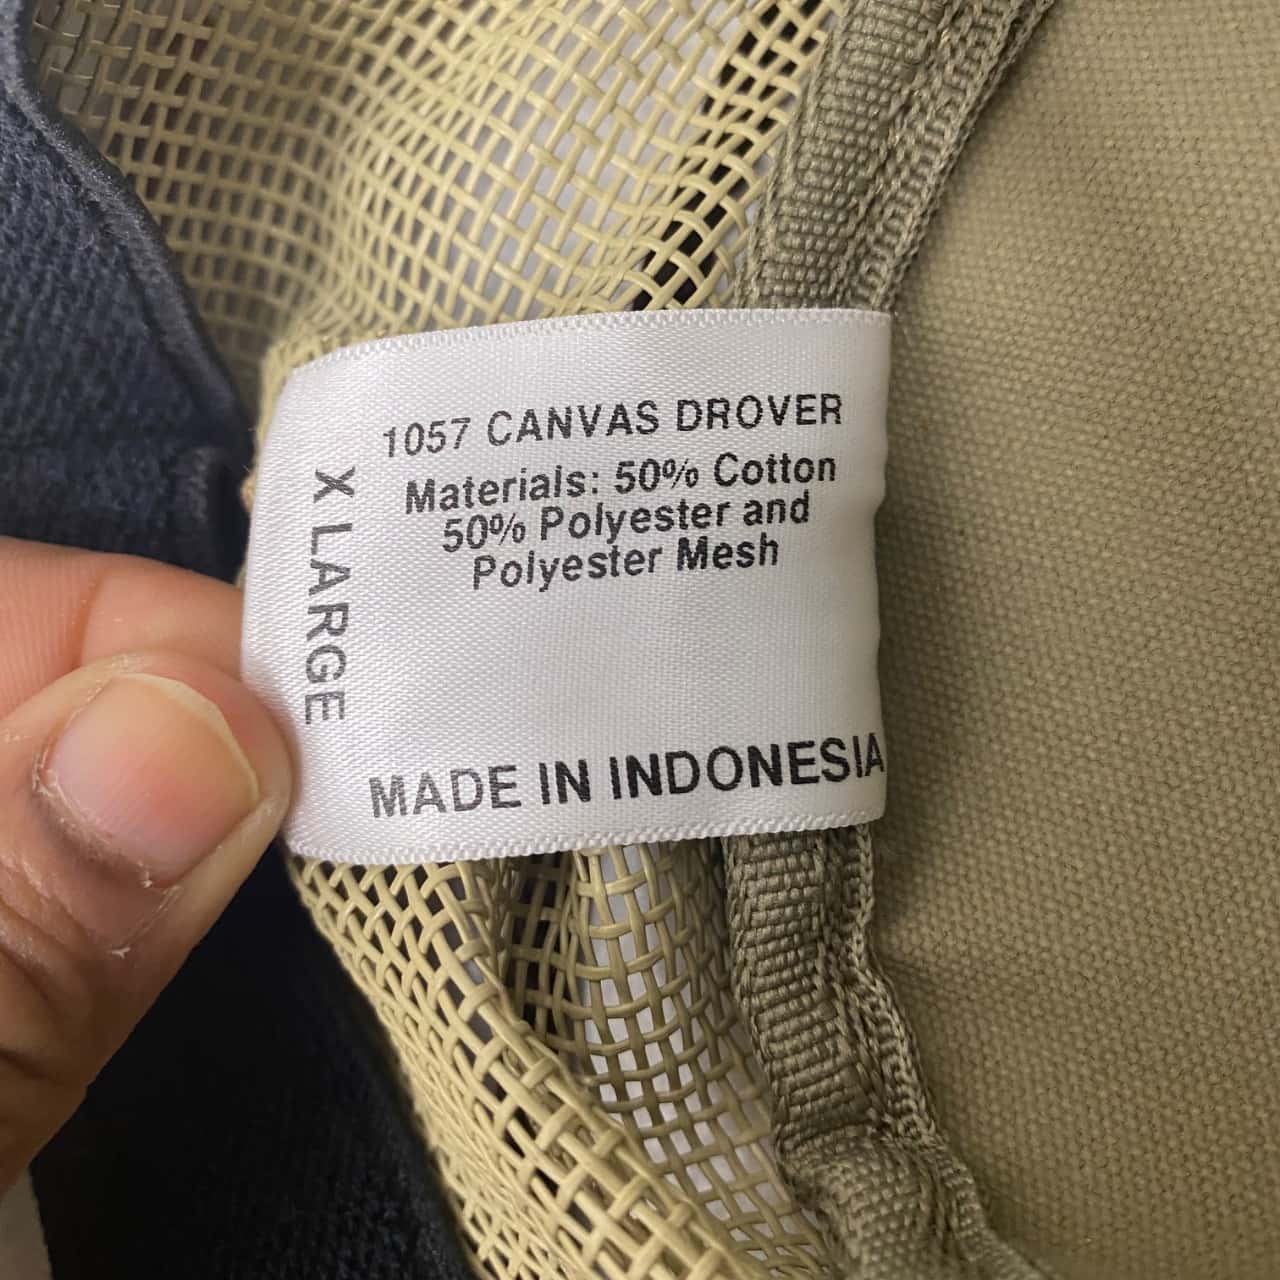 1057 CANVAS DROVER
Materials: 50% Cotton
50% Polyester and
Polyester Mesh
X LARGE
MADE IN INDONESIA